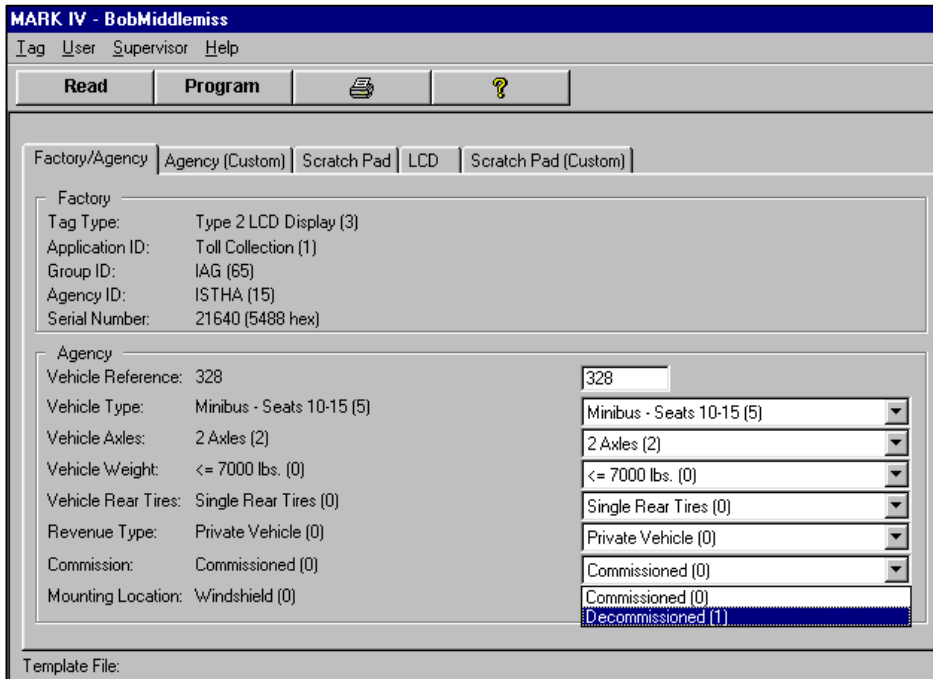 MARK IV - BobMiddlemiss
Tag User Supervisor Help
Read Program ?
Factory/Agency Agency (Custom) Scratch Pad LCD Scratch Pad (Custom)
Factory
Tag Type: Type 2 LCD Display (3)
Application ID: Toll Collection (1)
Group ID: IAG (65)
Agency ID: ISTHA (15)
Serial Number: 21640 (5488 hex)
Agency
Vehicle Reference: 328 328
Vehicle Type: Minibus - Seats 10-15 (5) Minibus - Seats 10-15 (5)
Vehicle Axles: 2 Axles (2) 2 Axles (2)
Vehicle Weight: <= 7000 lbs. (0) <= 7000 lbs. (0)
Vehicle Rear Tires: Single Rear Tires (0) Single Rear Tires (0)
Revenue Type: Private Vehicle (0) Private Vehicle (0)
Commission: Commissioned (0) Commissioned (0)
Mounting Location: Windshield (0) Commissioned (0)
Decommissioned (1)
Template File: